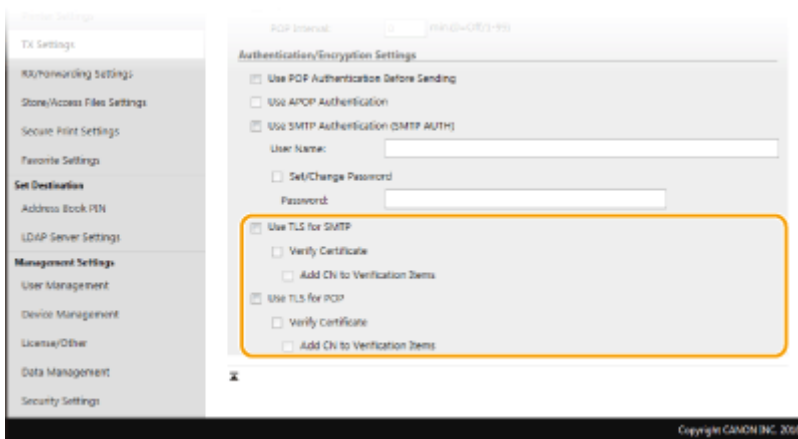 POP Interval:
TX Settings
Authentication/Encryption Settings
RX/Forwarding Settings
Use POP Authentication Before Sending
Store/Access Files Settings
Use APOP Authentication
Secure Print Settings
Use SMTP Authentication (SMTP AUTH)
User Name:
Favorite Settings
Set/Change Password
Set Destination
Password:
Address Book PIN
Use TLS for SMTP
LDAP Server Settings
Verify Certificate
Management Settings
Add CN to Verification Items
User Management
Use TLS for POP
Device Management
Verify Certificate
License/Other
Add CN to Verification Items
Data Management
Security Settings
Copyright CANON INC.